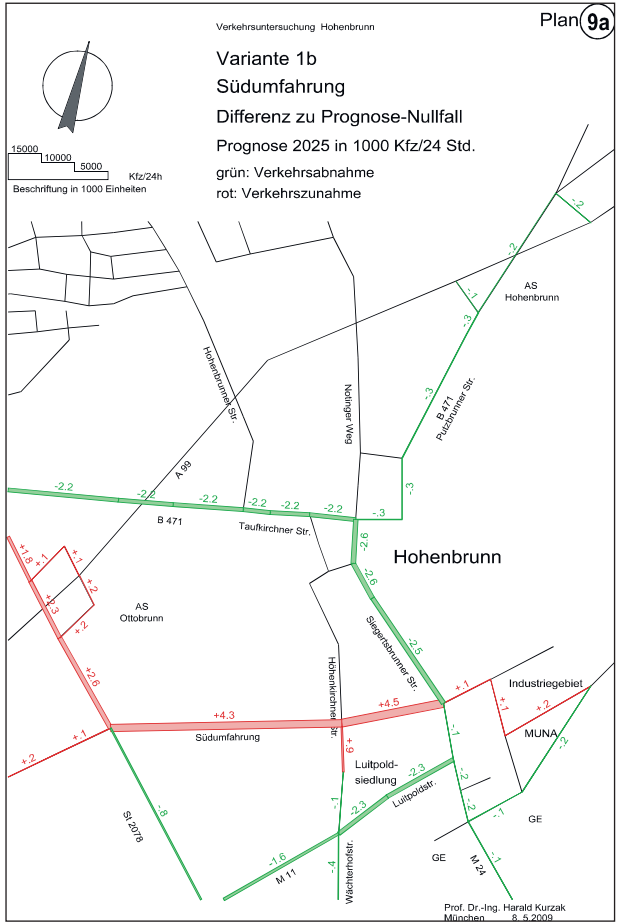 Verkehrsuntersuchung Hohenbrunn
Plan 9a
Variante 1b
Südumfahrung
Differenz zu Prognose-Nullfall
Prognose 2025 in 1000 Kfz/24 Std.
grün: Verkehrsabnahme
rot: Verkehrszunahme
15000
10000
5000
Kfz/24h
Beschriftung in 1000 Einheiten
-.2
-.2
AS
Hohenbrunn
-.1
-.3
-.3
B 471
Putzbrunner Str.
-.3
-.3
Hohenbrunner Str.
Notinger Weg
A 99
-2.2
-2.2
-2.2
-2.2
-2.2
-2.2
B 471
Taufkirchner Str.
-2.6
-2.6
-2.5
Hohenbrunn
Siegertsbrunner Str.
+1.8
+.1
+.1
+.2
+2.3
+.2
+2.6
AS
Ottobrunn
Höhenkirchner Str.
+4.3
+4.5
Südumfahrung
+.9
+.1
+.2
+.1
+.1
+.2
Industriegebiet
MUNA
-.2
Luitpold-
siedlung
-2.3
-2.3
Luitpoldstr.
-.1
-.1
-.2
-.2
-.1
-.1
GE
GE
M 24
-.8
St 2078
-1.6
M 11
-.4
Wächterhofstr.
Prof. Dr.-Ing. Harald Kurzak
München 8. 5.2009